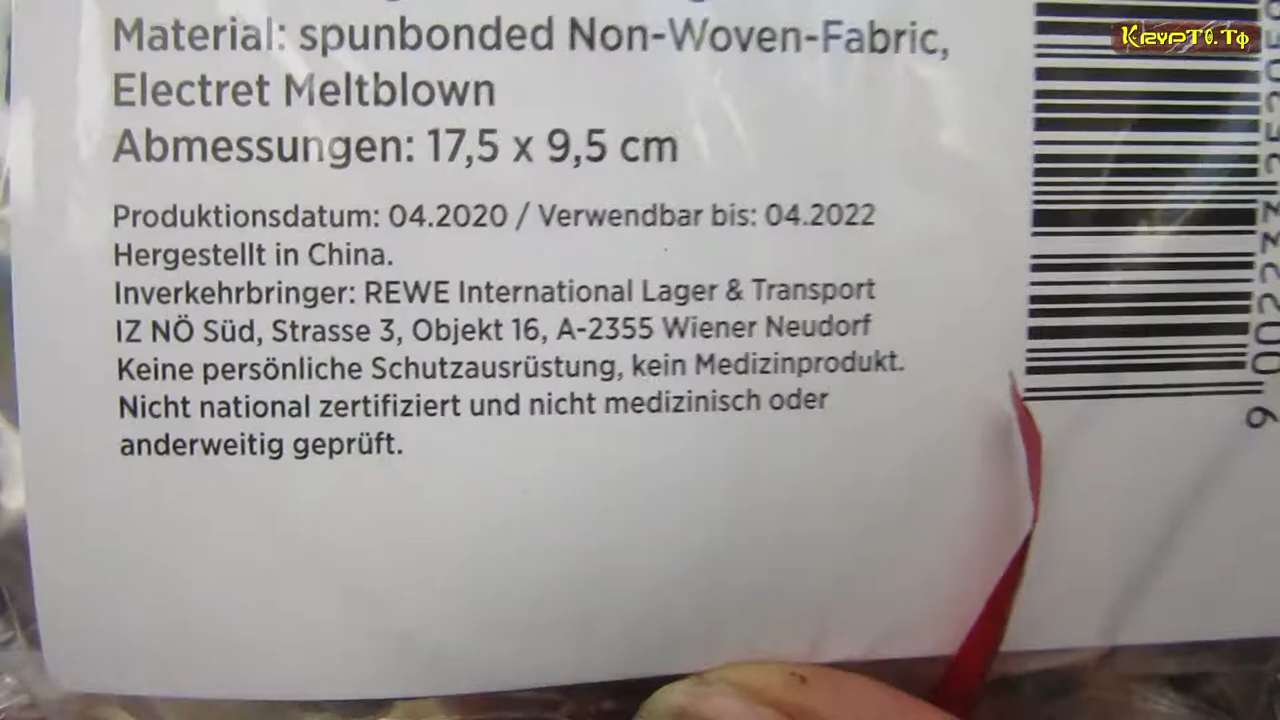 Material: spunbonded Non-Woven-Fabric,
Electret Meltblown
Abmessungen: 17,5 x 9,5 cm
Produktionsdatum: 04.2020 / Verwendbar bis: 04.2022
Hergestellt in China.
Inverkehrbringer: REWE International Lager & Transport
IZ NÖ Süd, Strasse 3, Objekt 16, A-2355 Wiener Neudorf
Keine persönliche Schutzausrüstung, kein Medizinprodukt.
Nicht national zertifiziert und nicht medizinisch oder
anderweitig geprüft.